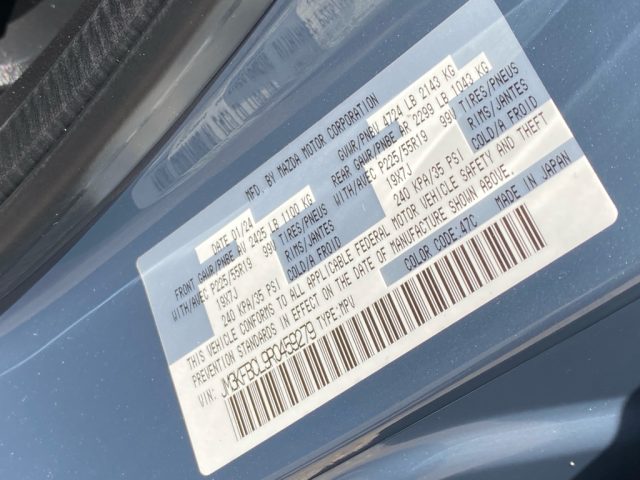 MFD. BY MAZDA MOTOR CORPORATION
DATE 01/24 GVWR/PNBV 4724 LB 2143 KG
FRONT GAWR/PNBE AV 2425 LB 1100 KG REAR GAWR/PNBE AR 2299 LB 1043 KG
WITH/AVEC P225/55R19 99V TIRES/PNEUS WITH/AVEC P225/55R19 99V TIRES/PNEUS
19X7J RIMS/JANTES 19X7J RIMS/JANTES
240 KPA/35 PSI COLD/A FROID 240 KPA/35 PSI COLD/A FROID
THIS VEHICLE CONFORMS TO ALL APPLICABLE FEDERAL MOTOR VEHICLE SAFETY AND THEFT
PREVENTION STANDARDS IN EFFECT ON THE DATE OF MANUFACTURE SHOWN ABOVE.
COLOR CODE:47C MADE IN JAPAN
VIN: TYPE:MPV